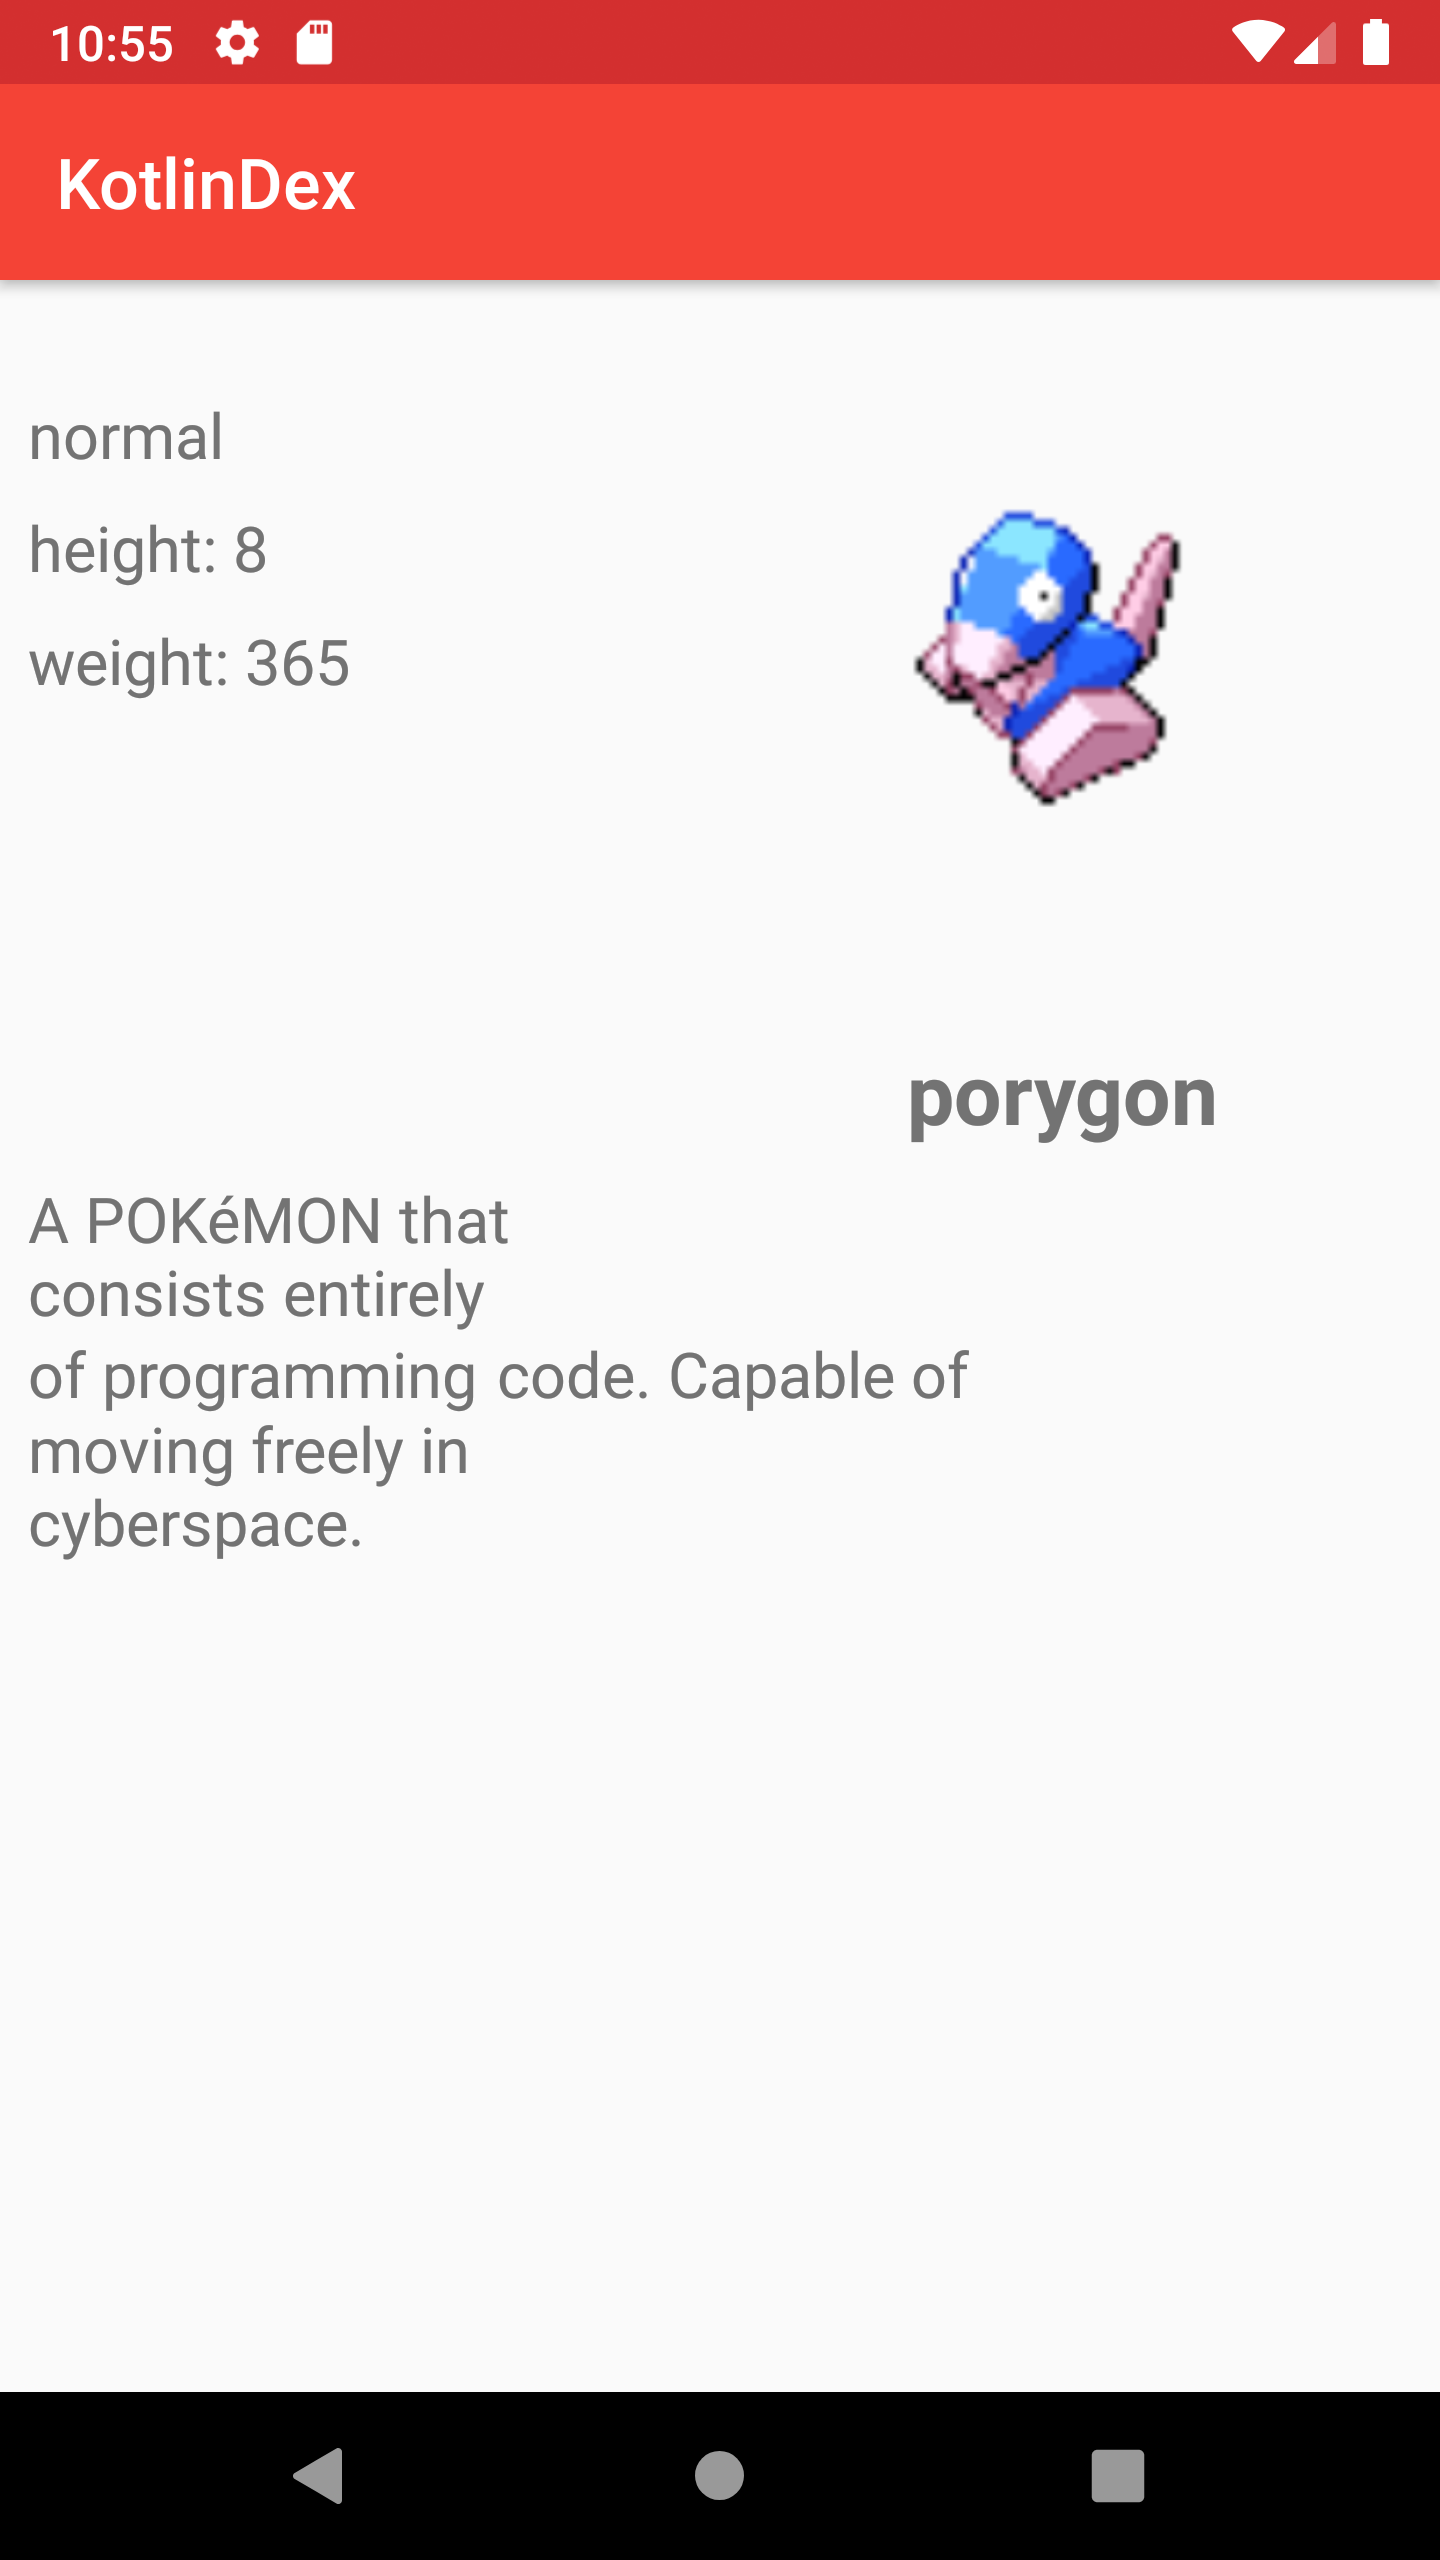 10:55
KotlinDex
normal
height: 8
weight: 365
porygon
A POKéMON that
consists entirely
of programming code. Capable of
moving freely in
cyberspace.